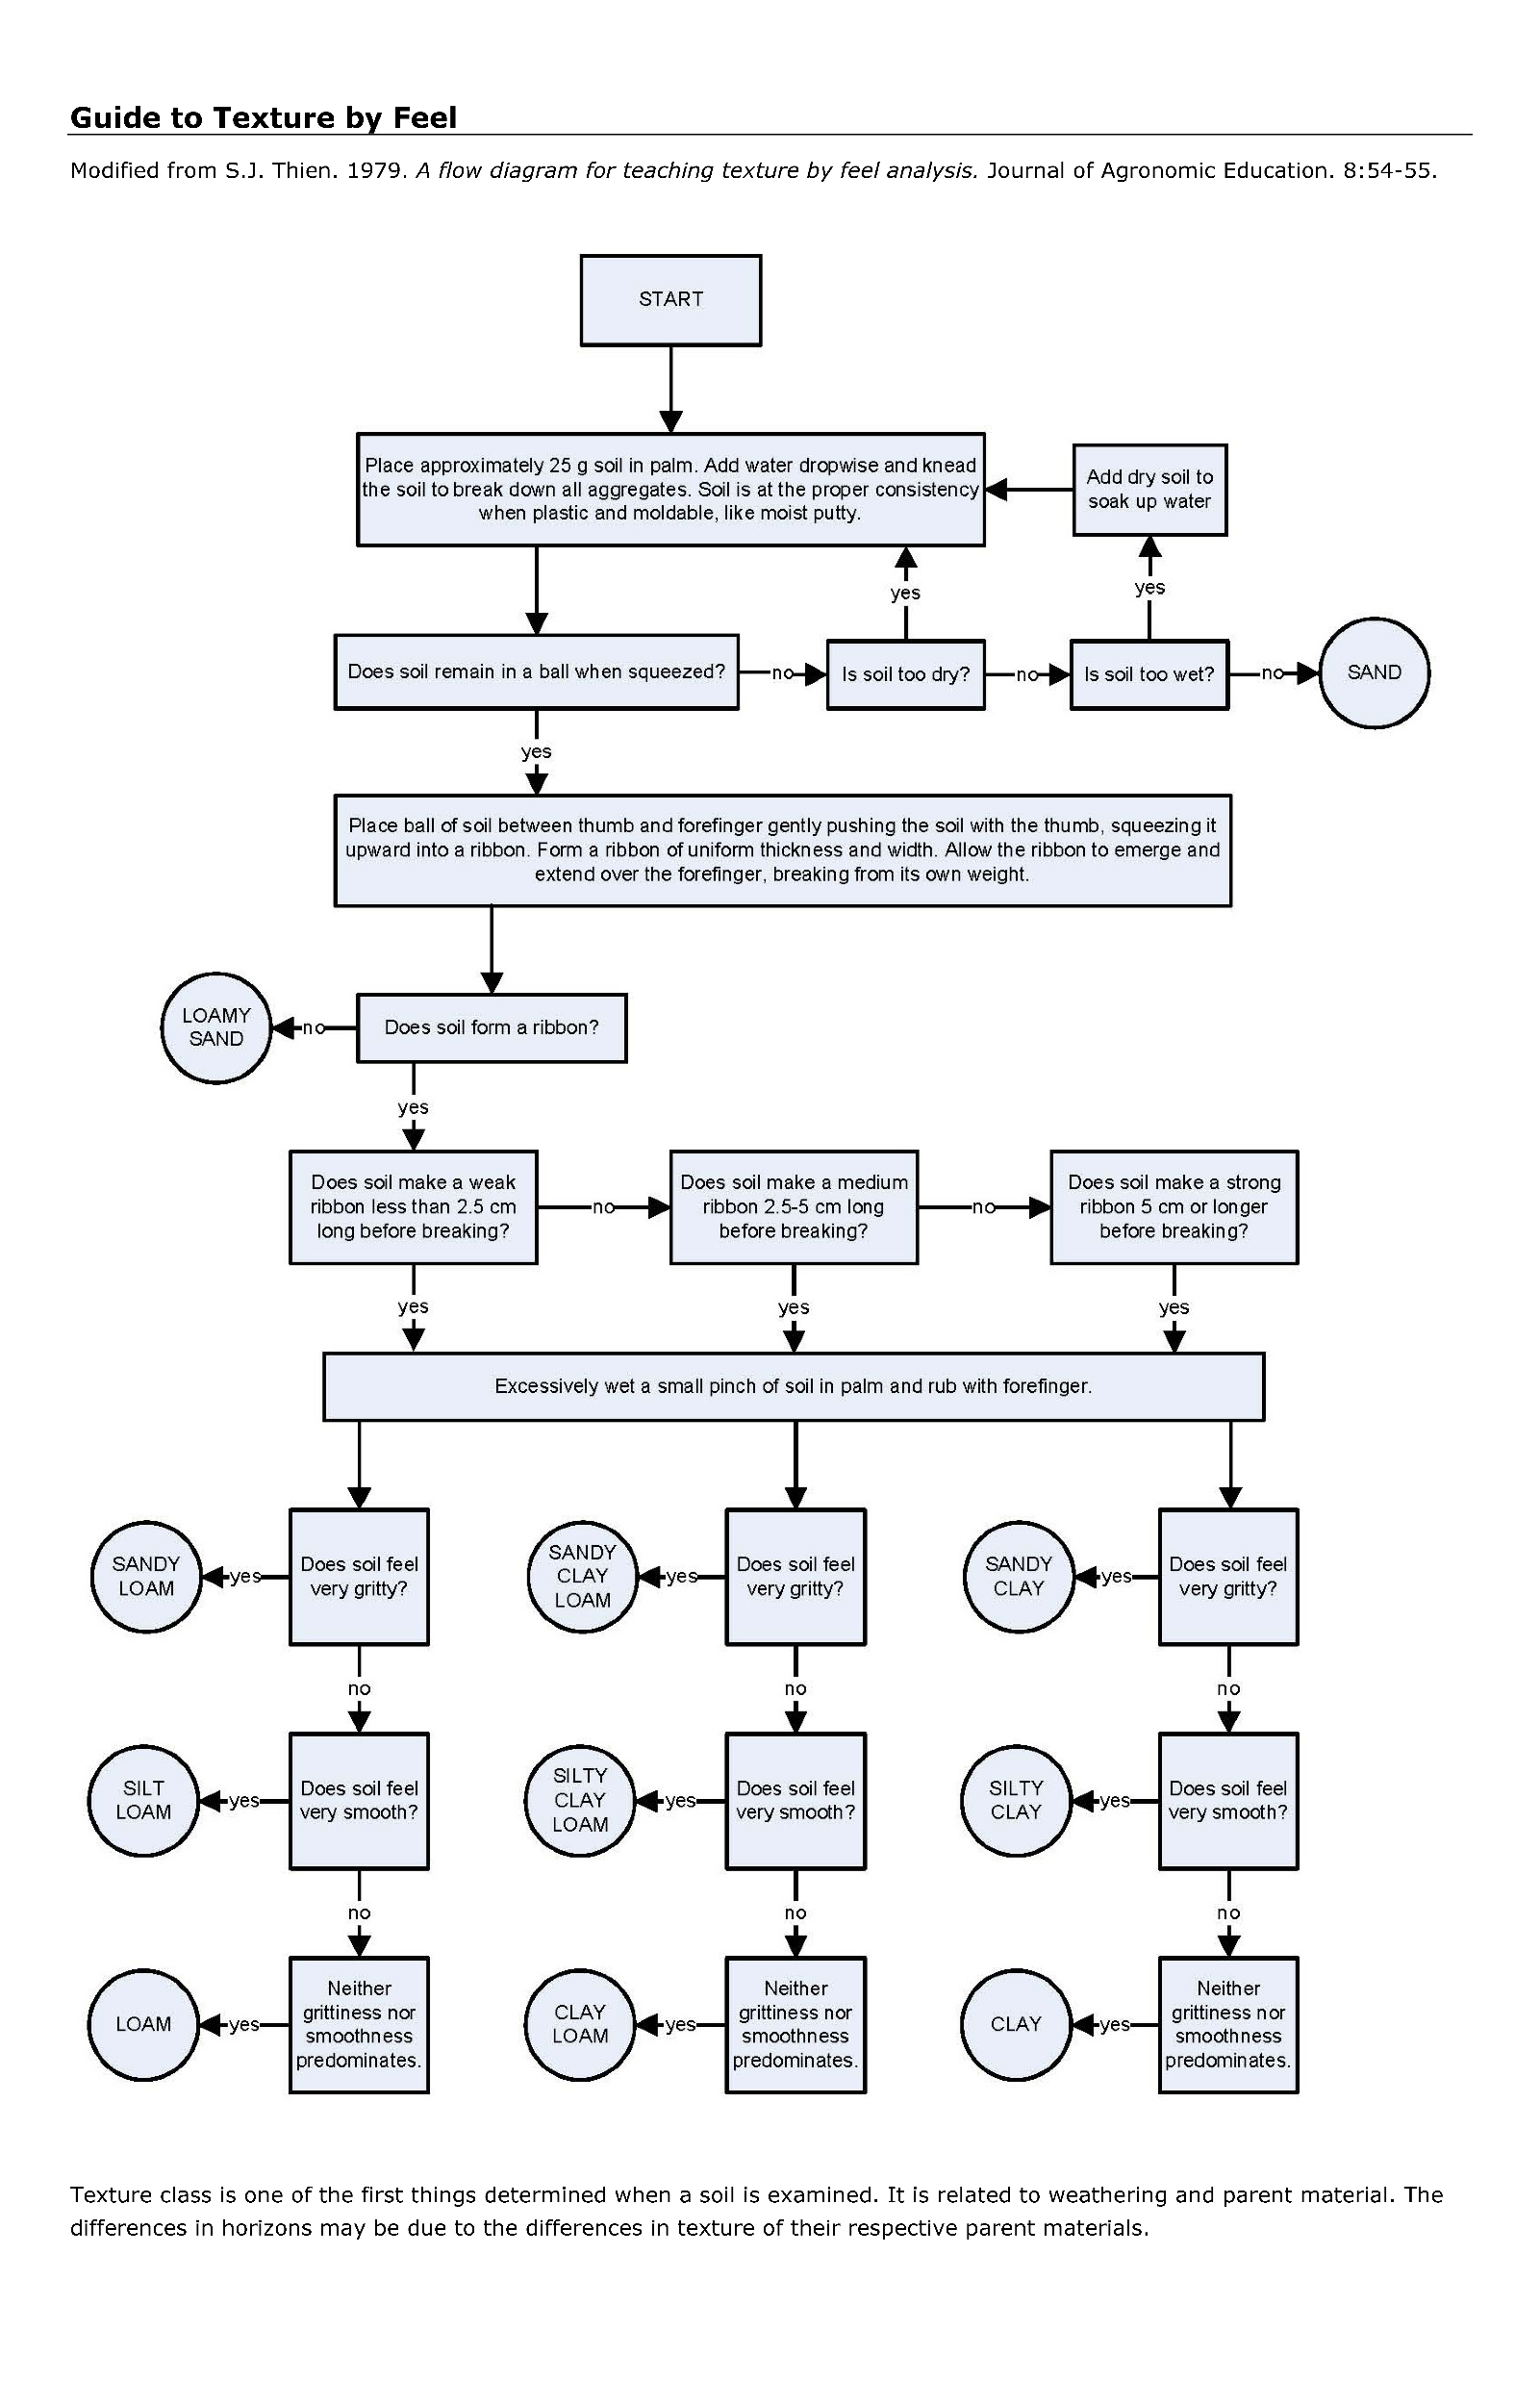 Guide to Texture by Feel
Modified from S.J. Thien. 1979. A flow diagram for teaching texture by feel analysis. Journal of Agronomic Education. 8:54-55.
START
Place approximately 25 g soil in palm. Add water dropwise and knead
the soil to break down all aggregates. Soil is at the proper consistency
when plastic and moldable, like moist putty.
Add dry soil to
soak up water
yes
yes
Does soil remain in a ball when squeezed?
no
Is soil too dry?
no
Is soil too wet?
no
SAND
yes
Place ball of soil between thumb and forefinger gently pushing the soil with the thumb, squeezing it
upward into a ribbon. Form a ribbon of uniform thickness and width. Allow the ribbon to emerge and
extend over the forefinger, breaking from its own weight.
LOAMY
SAND
no
Does soil form a ribbon?
yes
Does soil make a weak
ribbon less than 2.5 cm
long before breaking?
no
Does soil make a medium
ribbon 2.5-5 cm long
before breaking?
no
Does soil make a strong
ribbon 5 cm or longer
before breaking?
yes
yes
yes
Excessively wet a small pinch of soil in palm and rub with forefinger.
SANDY
LOAM
yes
Does soil feel
very gritty?
SANDY
CLAY
LOAM
yes
Does soil feel
very gritty?
SANDY
CLAY
yes
Does soil feel
very gritty?
no
no
no
SILT
LOAM
yes
Does soil feel
very smooth?
SILTY
CLAY
LOAM
yes
Does soil feel
very smooth?
SILTY
CLAY
yes
Does soil feel
very smooth?
no
no
no
LOAM
yes
Neither
grittiness nor
smoothness
predominates.
CLAY
LOAM
yes
Neither
grittiness nor
smoothness
predominates.
CLAY
yes
Neither
grittiness nor
smoothness
predominates.
Texture class is one of the first things determined when a soil is examined. It is related to weathering and parent material. The
differences in horizons may be due to the differences in texture of their respective parent materials.